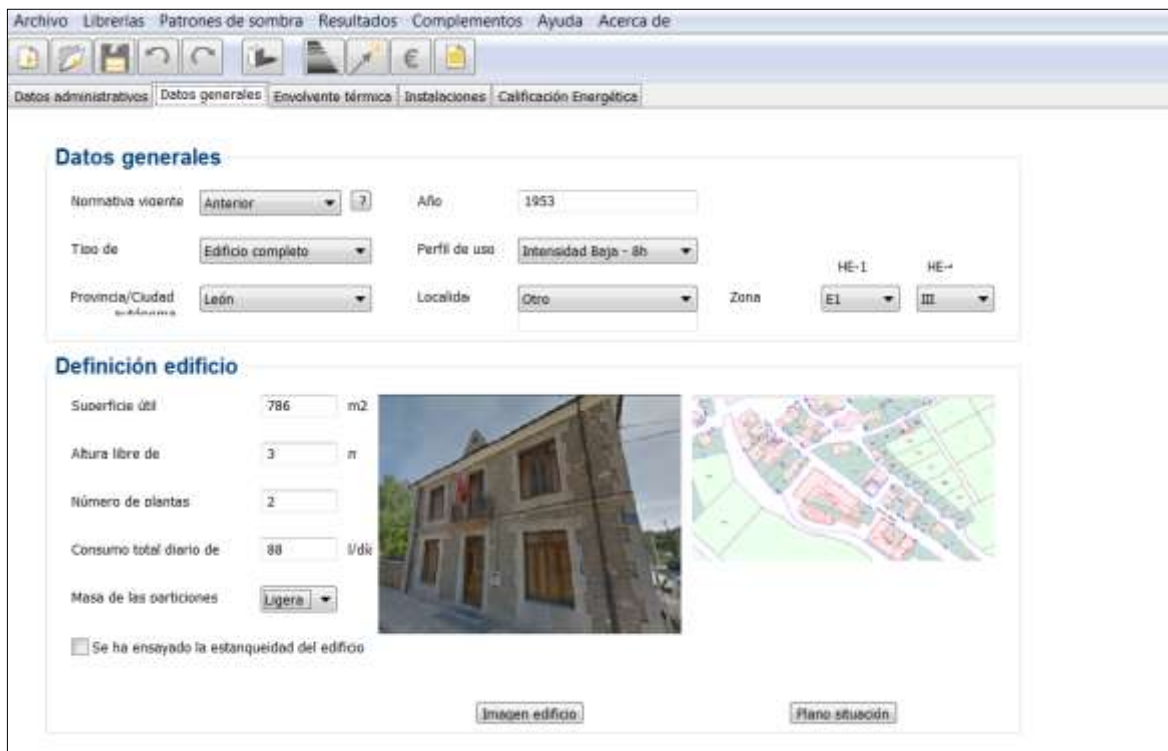 Archivo Librerías Patrones de sombra Resultados Complementos Ayuda Acerca de
€
Datos administrativos Datos generales Envolvente térmica Instalaciones Calificación Energética
Datos generales
Normativa vigente Anterior ? Año 1953
Tipo de Edificio completo Perfil de uso Intensidad Baja - 8h
HE-1 HE-
Provincia/Ciudad León Localida Otro Zona E1 III
Definición edificio
Superficie útil 786 m2
Altura libre de 3
Número de plantas 2
Consumo total diario de 88 l/dí
Masa de las particiones Ligera
Se ha ensayado la estanqueidad del edificio
Imagen edificio Plano situación